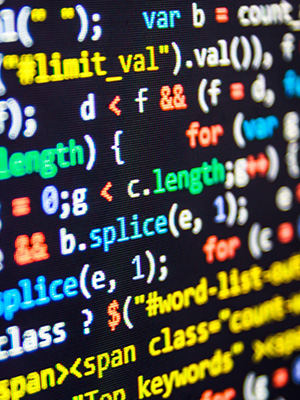 l(" "); var b = count_
("#limit_val").val()), f
f); d < f && (f = d,
for (var
length) {
= 0;g < c.length;g++) {
&& b.splice(e, 1);
for (c =
splice(e, 1);
class ? $("#word-list-out
span><span class="count-
"Top keywords"